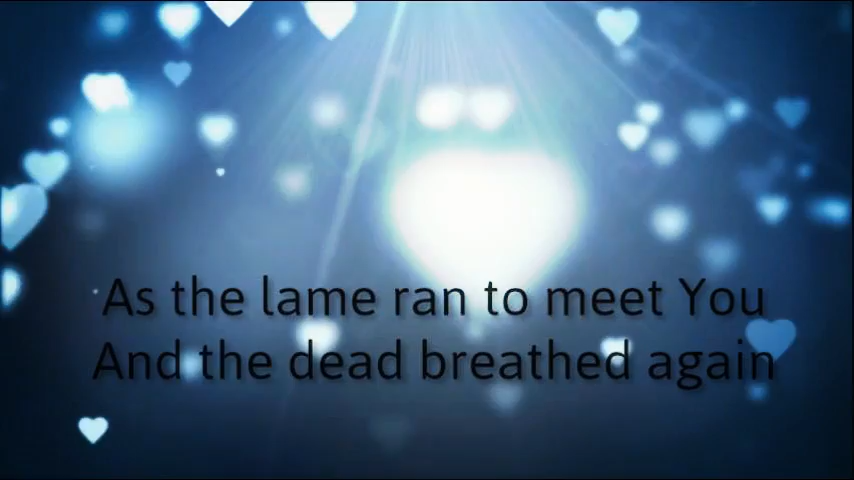 As the lame ran to meet You
And the dead breathed again